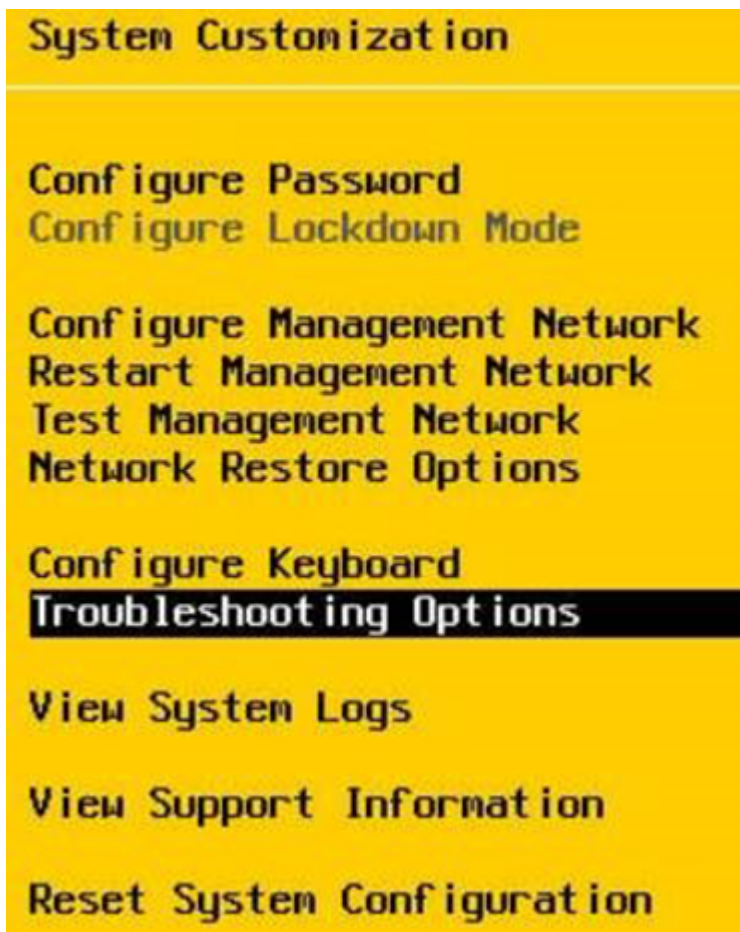 System Customization
Configure Password
Configure Lockdown Mode
Configure Management Network
Restart Management Network
Test Management Network
Network Restore Options
Configure Keyboard
Troubleshooting Options
View System Logs
View Support Information
Reset System Configuration